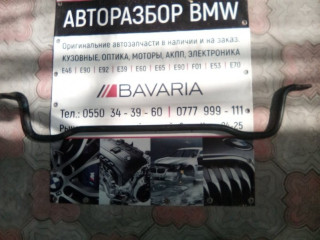 АВТОРАЗБОР BMW
Оригинальные автозапчасти в наличии и на заказ.
КУЗОВНЫЕ, ОПТИКА, МОТОРЫ, АКПП, ЭЛЕКТРОНИКА
E46 | E90 | E92 | E39 | E60 | E65 | E90 | E01 | E53 | E70
BAVARIA
Тел.: 0550 34-39-60 | 0777 999-111